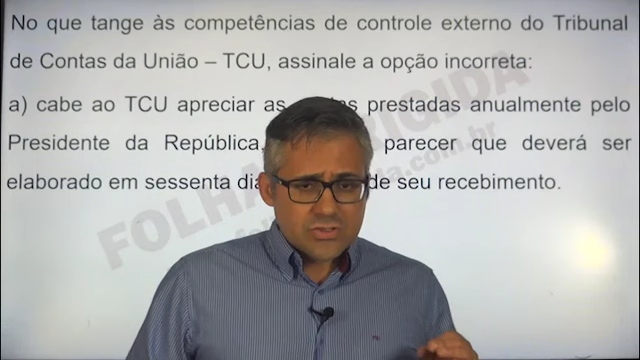 No que tange às competências de controle externo do Tribunal
de Contas da União – TCU, assinale a opção incorreta:
a) cabe ao TCU apreciar as prestadas anualmente pelo
Presidente da República, parecer que deverá ser
elaborado em sessenta de seu recebimento.
FOLHA DIRIGIDA